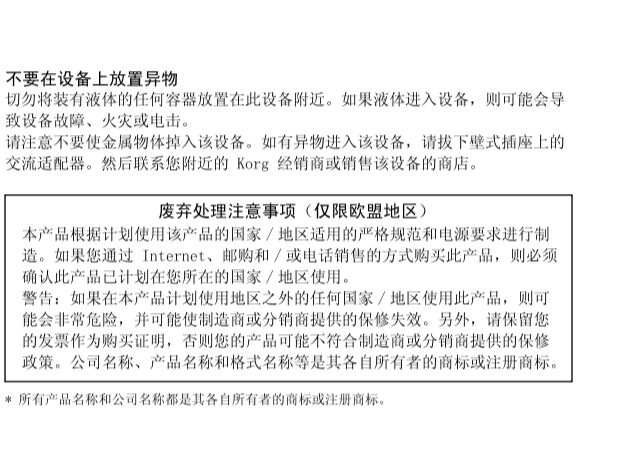 不要在设备上放置异物
切勿将装有液体的任何容器放置在此设备附近。如果液体进入设备，则可能会导
致设备故障、火灾或电击。
请注意不要使金属物体掉入该设备。如有异物进入该设备，请拔下壁式插座上的
交流适配器。然后联系您附近的 Korg 经销商或销售该设备的商店。
废弃处理注意事项（仅限欧盟地区）
本产品根据计划使用该产品的国家／地区适用的严格规范和电源要求进行制
造。如果您通过 Internet、邮购和／或电话销售的方式购买此产品，则必须
确认此产品已计划在您所在的国家／地区使用。
警告：如果在本产品计划使用地区之外的任何国家／地区使用此产品，则可
能会非常危险，并可能使制造商或分销商提供的保修失效。另外，请保留您
的发票作为购买证明，否则您的产品可能不符合制造商或分销商提供的保修
政策。公司名称、产品名称和格式名称等是其各自所有者的商标或注册商标。
* 所有产品名称和公司名称都是其各自所有者的商标或注册商标。